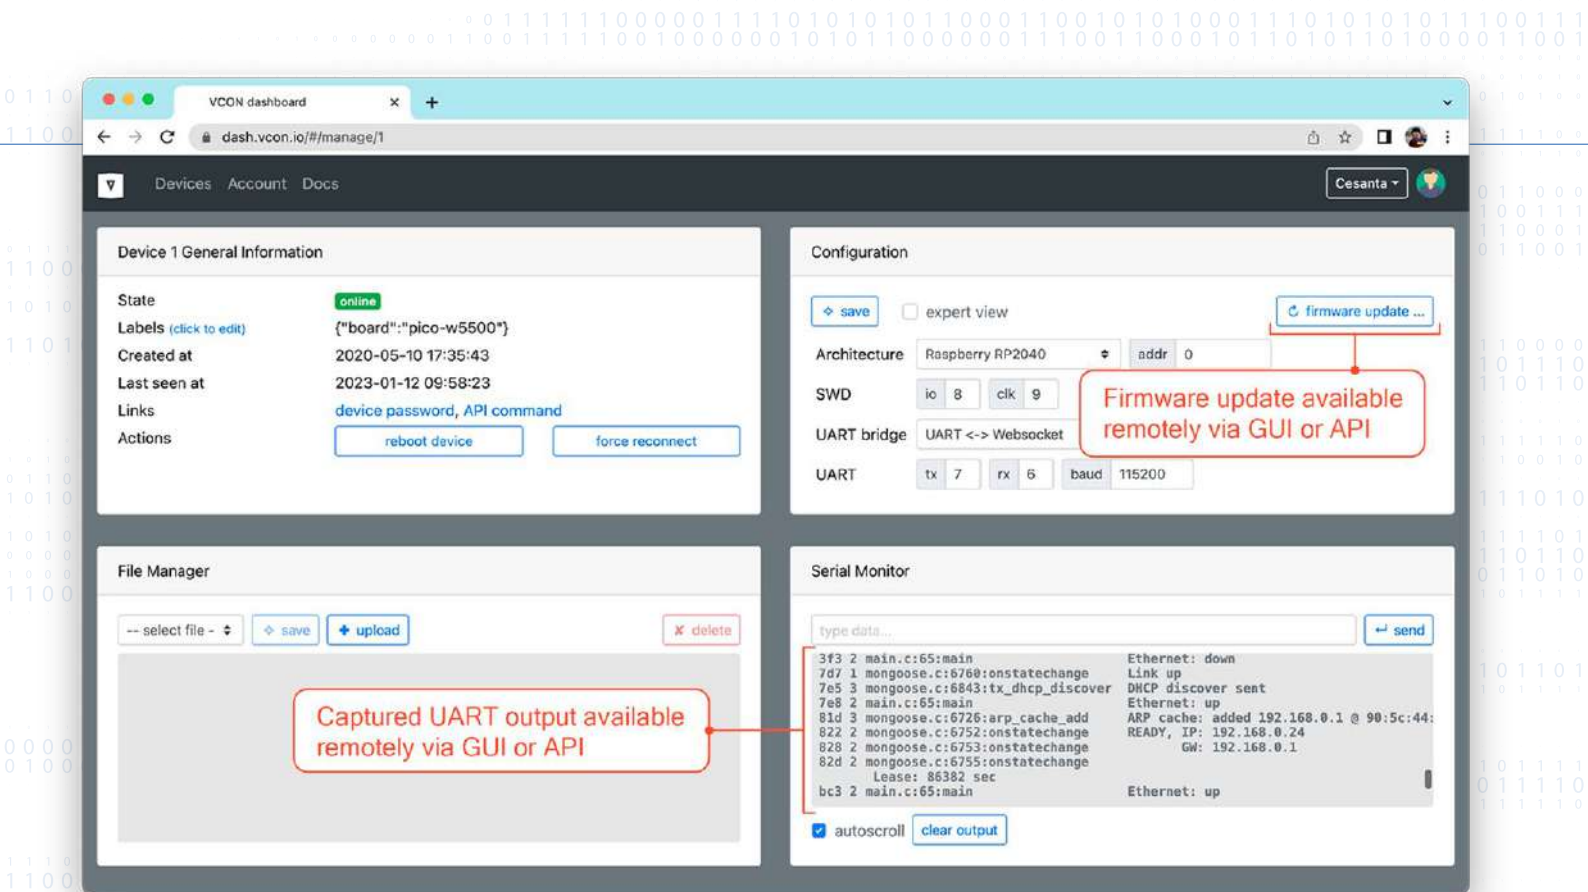 VCON dashboard
dash.vcon.io/#/manage/1
Devices Account Docs
Cesanta
Device 1 General Information
State online
Labels (click to edit) {"board":"pico-w5500"}
Created at 2020-05-10 17:35:43
Last seen at 2023-01-12 09:58:23
Links device password, API command
Actions reboot device force reconnect
Configuration
save expert view firmware update ...
Architecture Raspberry RP2040 addr 0
SWD io 8 clk 9
UART bridge UART <-> Websocket
UART tx 7 rx 6 baud 115200
Firmware update available
remotely via GUI or API
File Manager
-- select file - save upload delete
Captured UART output available
remotely via GUI or API
Serial Monitor
type data... send
3f3 2 main.c:65:main Ethernet: down
7d7 1 mongoose.c:6760:onstatechange Link up
7e5 3 mongoose.c:6843:tx_dhcp_discover DHCP discover sent
7e8 2 main.c:65:main Ethernet: up
81d 3 mongoose.c:6726:arp_cache_add ARP cache: added 192.168.0.1 @ 90:5c:44:
822 2 mongoose.c:6752:onstatechange READY, IP: 192.168.0.24
828 2 mongoose.c:6753:onstatechange GW: 192.168.0.1
82d 2 mongoose.c:6755:onstatechange
Lease: 86382 sec
bc3 2 main.c:65:main Ethernet: up
autoscroll clear output